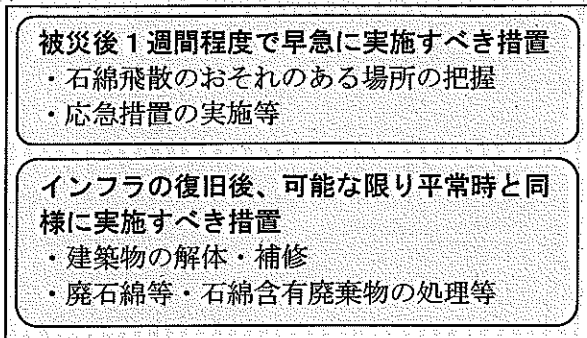 被災後１週間程度で早急に実施すべき措置
・石綿飛散のおそれのある場所の把握
・応急措置の実施等
インフラの復旧後、可能な限り平常時と同
様に実施すべき措置
・建築物の解体・補修
・廃石綿等・石綿含有廃棄物の処理等